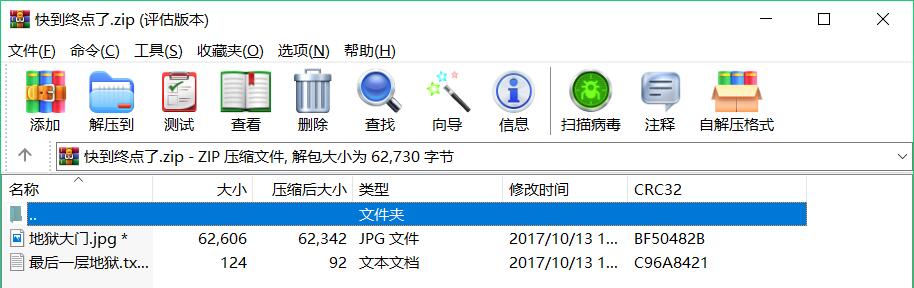 快到终点了.zip (评估版本)
文件(F) 命令(C) 工具(S) 收藏夹(O) 选项(N) 帮助(H)
添加 解压到 测试 查看 删除 查找 向导 信息 扫描病毒 注释 自解压格式
快到终点了.zip - ZIP 压缩文件, 解包大小为 62,730 字节
名称 大小 压缩后大小 类型 修改时间 CRC32
.. 文件夹
地狱大门.jpg * 62,606 62,342 JPG 文件 2017/10/13 1... BF50482B
最后一层地狱.tx... 124 92 文本文档 2017/10/13 1... C96A8421